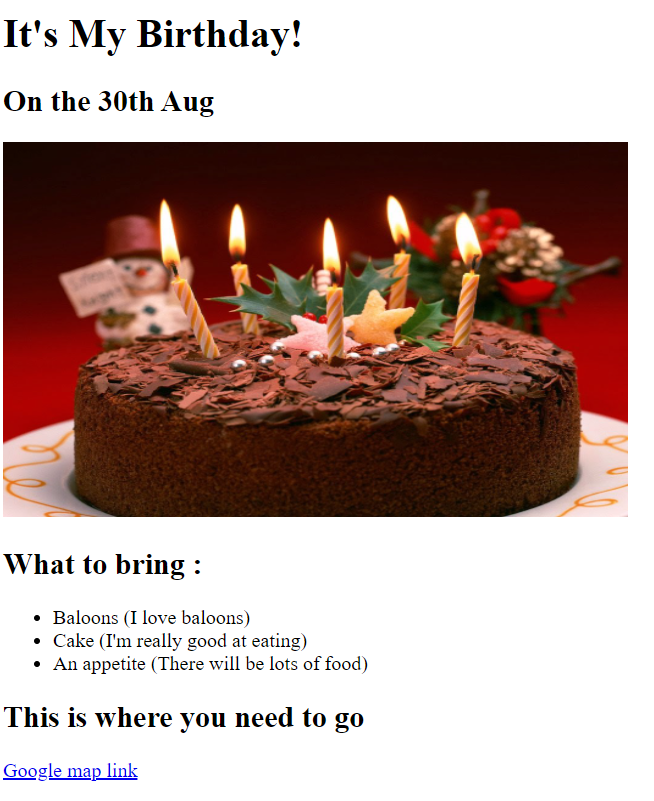 It's My Birthday!
On the 30th Aug
What to bring :
Baloons (I love baloons)
Cake (I'm really good at eating)
An appetite (There will be lots of food)
This is where you need to go
Google map link